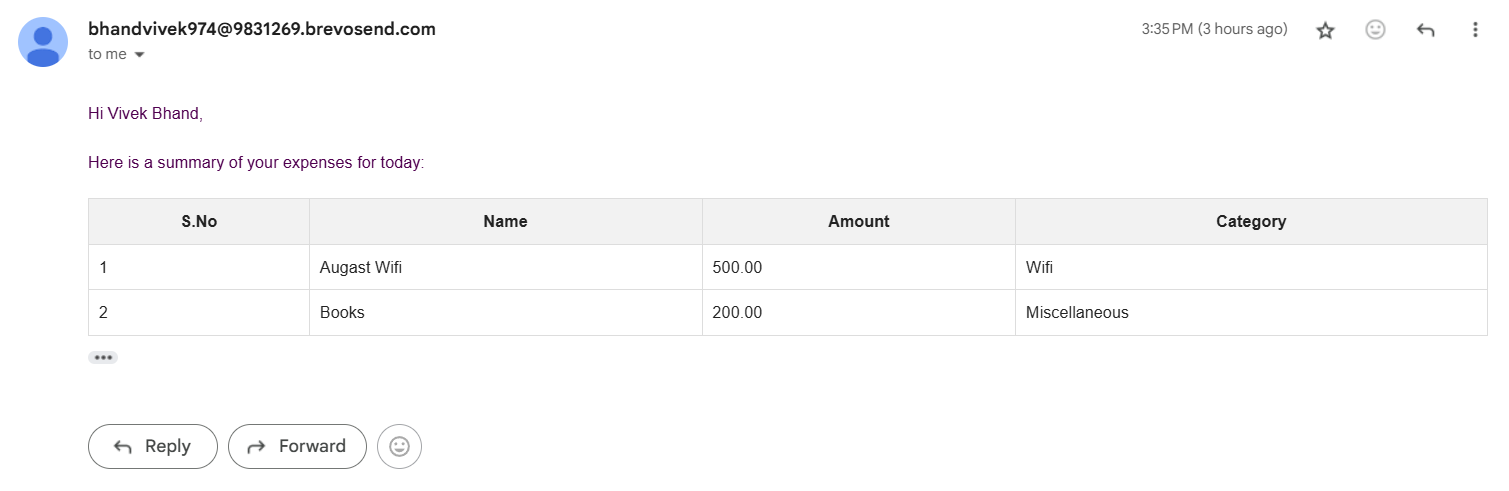 bhandvivek974@9831269.brevosend.com
3:35 PM (3 hours ago)
to me
Hi Vivek Bhand,
Here is a summary of your expenses for today:
S.No Name Amount Category
1 Augast Wifi 500.00 Wifi
2 Books 200.00 Miscellaneous
Reply Forward